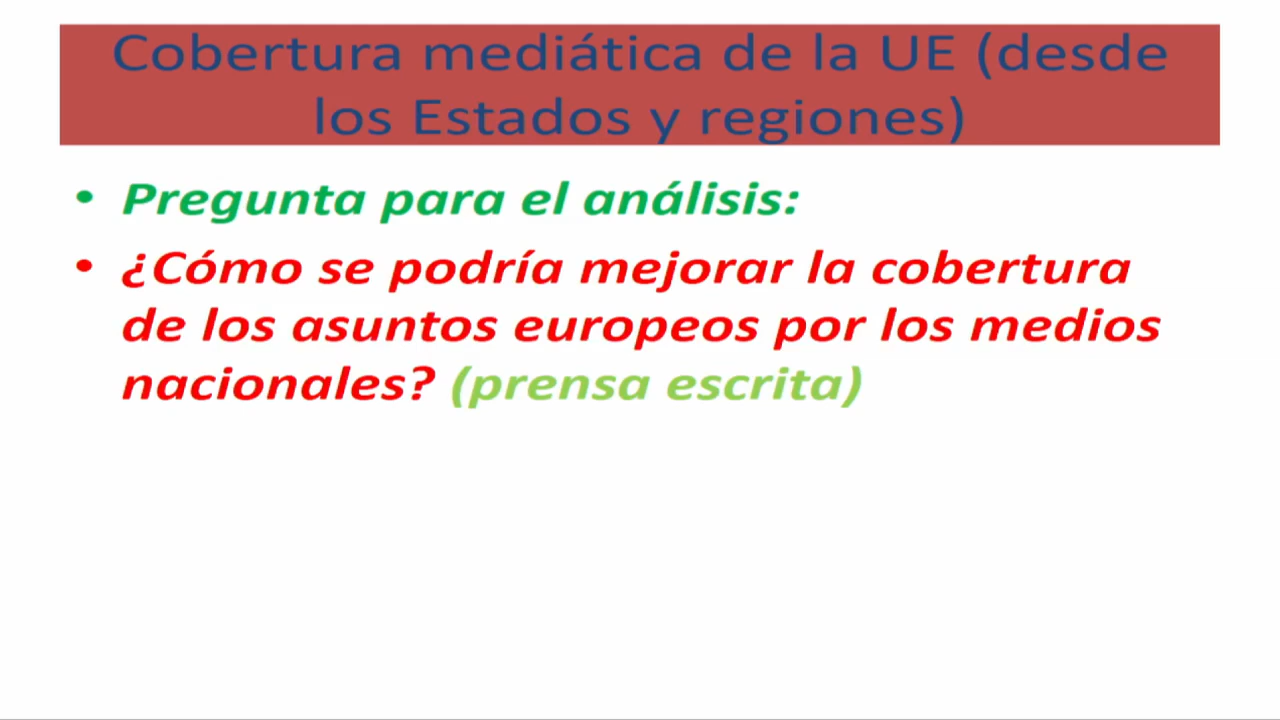 Cobertura mediática de la UE (desde
los Estados y regiones)
• Pregunta para el análisis:
• ¿Cómo se podría mejorar la cobertura
de los asuntos europeos por los medios
nacionales? (prensa escrita)